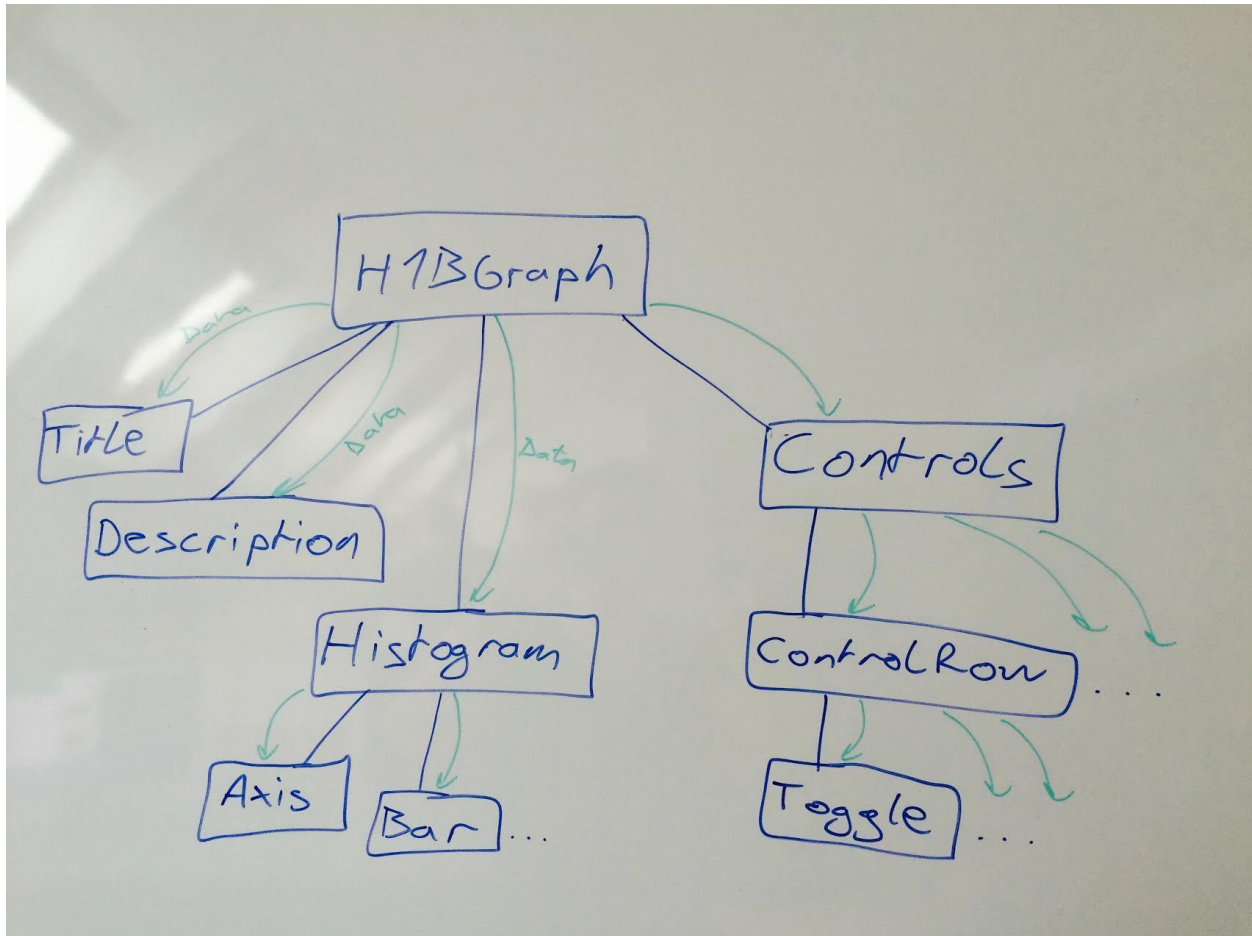 H1BGraph
Data
Data
Data
Title
Controls
Description
Histogram
ControlRow ...
Axis
Bar ...
Toggle ...